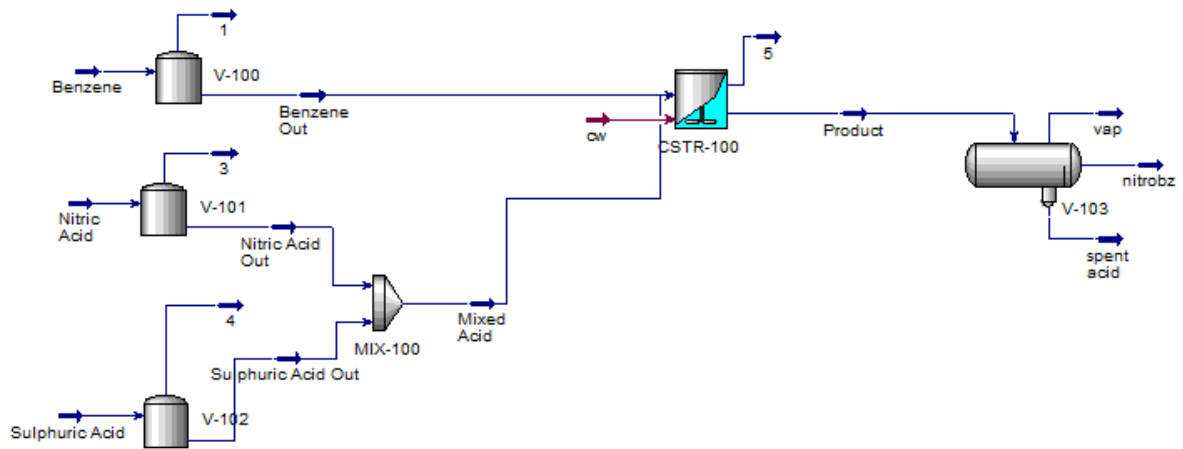 1
V-100
Benzene
Benzene
Out
5
cw
CSTR-100
Product
vap
nitrobz
V-103
spent
acid
3
V-101
Nitric
Acid
Nitric Acid
Out
4
MIX-100
Mixed
Acid
Sulphuric Acid Out
V-102
Sulphuric Acid